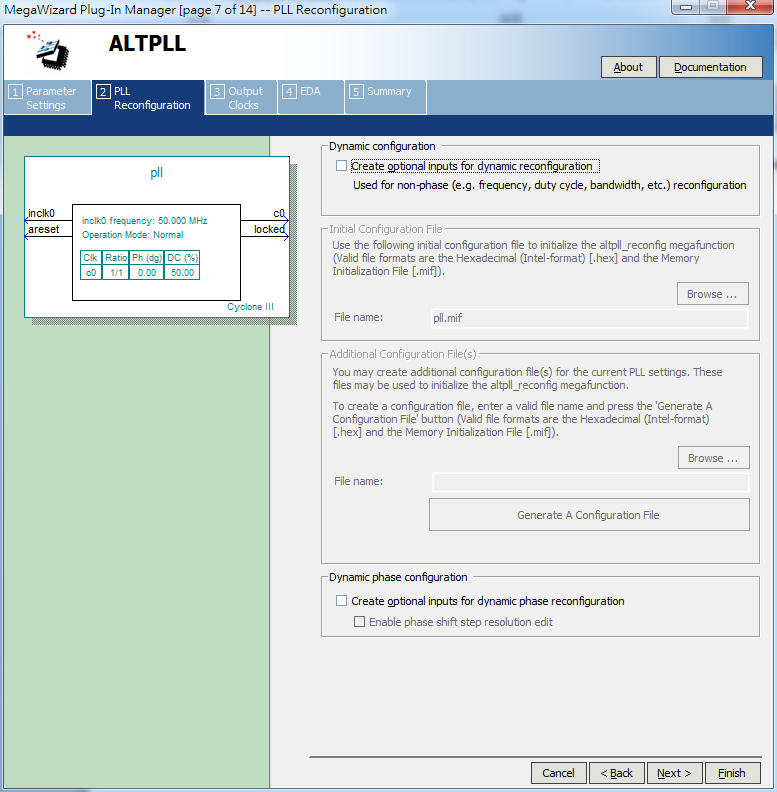 MegaWizard Plug-In Manager [page 7 of 14] -- PLL Reconfiguration
ALTPLL
About
Documentation
1 Parameter Settings
2 PLL Reconfiguration
3 Output Clocks
4 EDA
5 Summary
pll
inclk0
areset
inclk0 frequency: 50.000 MHz
Operation Mode: Normal
Clk Ratio Ph (dg) DC (%)
c0 1/1 0.00 50.00
c0
locked
Cyclone III
Dynamic configuration
Create optional inputs for dynamic reconfiguration
Used for non-phase (e.g. frequency, duty cycle, bandwidth, etc.) reconfiguration
Initial Configuration File
Use the following initial configuration file to initialize the altpll_reconfig megafunction
(Valid file formats are the Hexadecimal (Intel-format) [.hex] and the Memory
Initialization File [.mif]).
Browse ...
File name:
pll.mif
Additional Configuration File(s)
You may create additional configuration file(s) for the current PLL settings. These
files may be used to initialize the altpll_reconfig megafunction.
To create a configuration file, enter a valid file name and press the 'Generate A
Configuration File' button (Valid file formats are the Hexadecimal (Intel-format)
[.hex] and the Memory Initialization File [.mif]).
Browse ...
File name:
Generate A Configuration File
Dynamic phase configuration
Create optional inputs for dynamic phase reconfiguration
Enable phase shift step resolution edit
Cancel
< Back
Next >
Finish